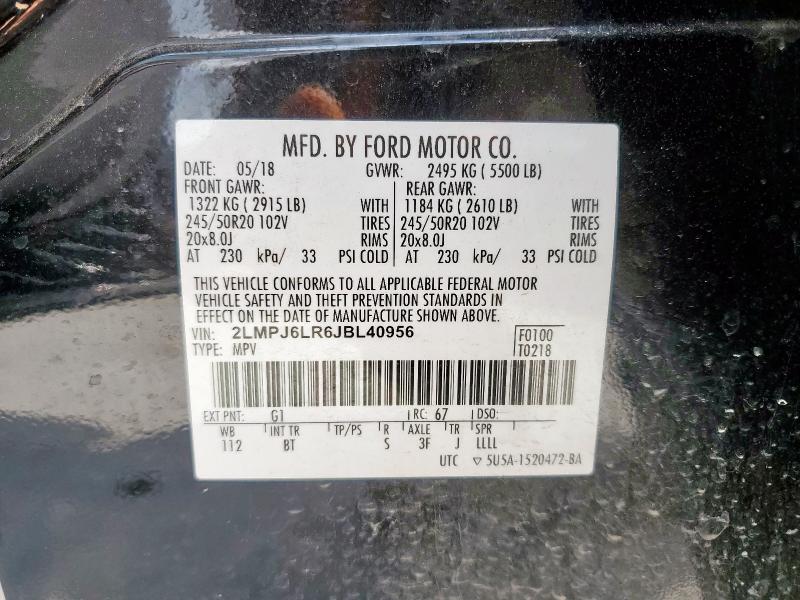 MFD. BY FORD MOTOR CO.
DATE: 05/18 GVWR: 2495 KG ( 5500 LB)
FRONT GAWR: REAR GAWR:
1322 KG ( 2915 LB) WITH 1184 KG ( 2610 LB) WITH
245/50R20 102V TIRES 245/50R20 102V TIRES
20x8.0J RIMS 20x8.0J RIMS
AT 230 kPa/ 33 PSI COLD AT 230 kPa/ 33 PSI COLD
THIS VEHICLE CONFORMS TO ALL APPLICABLE FEDERAL MOTOR
VEHICLE SAFETY AND THEFT PREVENTION STANDARDS IN
EFFECT ON THE DATE OF MANUFACTURE SHOWN ABOVE.
VIN: 2LMPJ6LR6JBL40956 F0100
TYPE: MPV T0218
EXT PNT: G1 RC: 67 DSO:
WB INT TR TP/PS R AXLE TR SPR
112 BT S 3F J LLLL
UTC ▽ 5U5A-1520472-BA